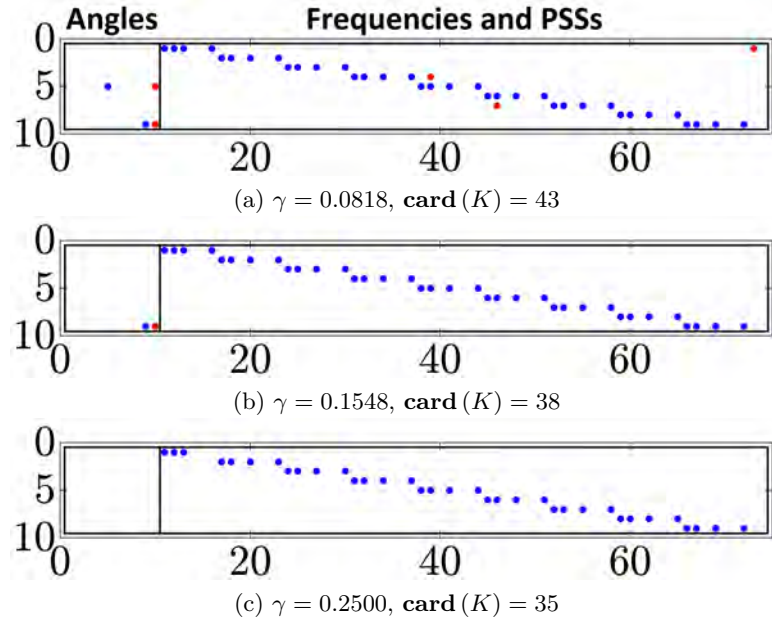 Angles Frequencies and PSSs
0
5
10
0 20 40 60
(a) γ = 0.0818, card (K) = 43
0
5
10
0 20 40 60
(b) γ = 0.1548, card (K) = 38
0
5
10
0 20 40 60
(c) γ = 0.2500, card (K) = 35